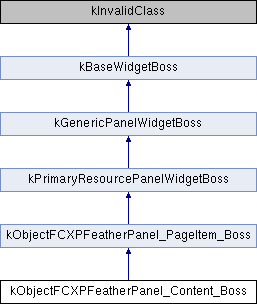 kInvalidClass
kBaseWidgetBoss
kGenericPanelWidgetBoss
kPrimaryResourcePanelWidgetBoss
kObjectFCXPFeatherPanel_PageItem_Boss
kObjectFCXPFeatherPanel_Content_Boss